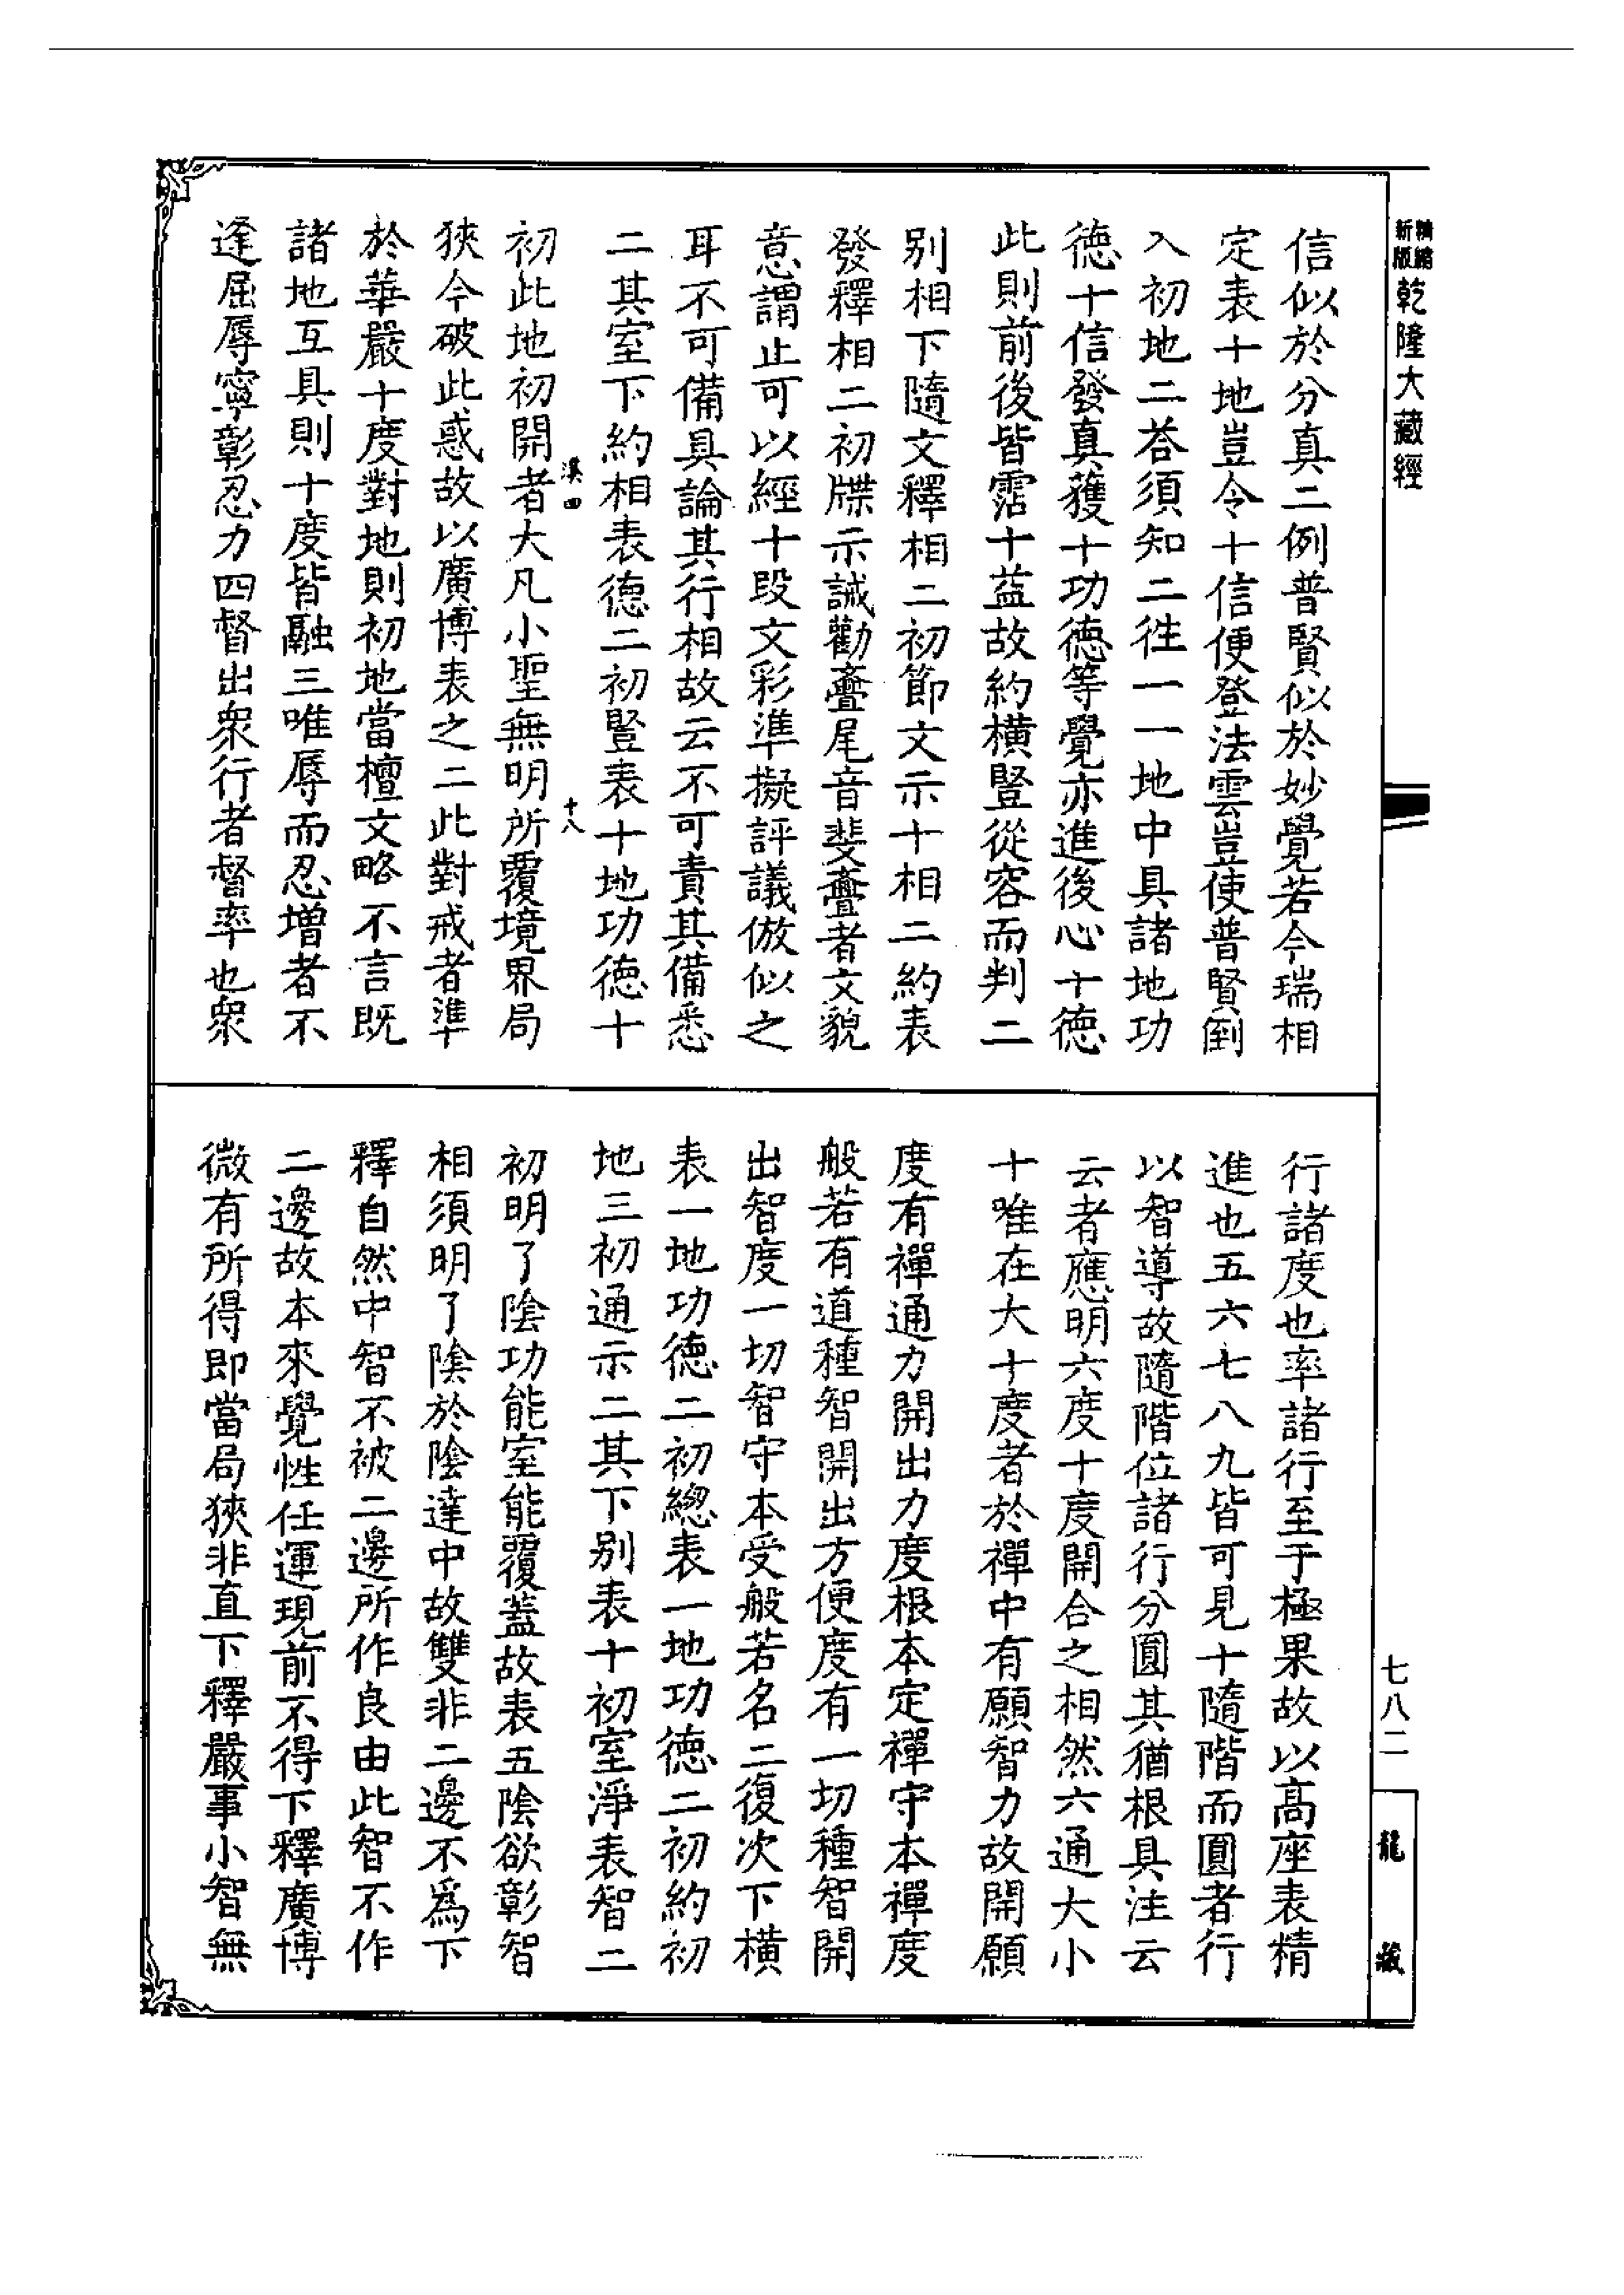 精縮新版乾隆大藏經
信似於分真二例普賢似於妙覺若今瑞相
定表十地豈令十信便登法雲豈使普賢倒
入初地二答須知二徃一一地中具諸地功
德十信發真獲十功德等覺亦進後心十德
此則前後皆霑十益故約橫豎從容而判二
別相下隨文釋相二初節文示十相二約表
發釋相二初牒示誠勸亹尾音斐亹者文貌
意謂止可以經十段文彩準擬評議倣似之
耳不可備具論其行相故云不可責其備悉
二其室下約相表德二初豎表十地功德十
溪四 十八
初此地初開者大凡小聖無明所覆境界局
狹今破此惑故以廣博表之二此對戒者準
於華嚴十度對地則初地當檀文略不言既
諸地互具則十度皆融三唯辱而忍增者不
逢屈辱寧彰忍力四督出衆行者督率也衆
行諸度也率諸行至于極果故以高座表精
進也五六七八九皆可見十隨階而圓者行
以智導故隨階位諸行分圓其猶根具注云
云者應明六度十度開合之相然六通大小
十唯在大十度者於禪中有願智力故開願
度有禪通力開出力度根本定禪守本禪度
般若有道種智開出方便度有一切種智開
出智度一切智守本受般若名二復次下橫
表一地功德二初總表一地功德二初約初
地三初通示二其下別表十初室淨表智二
初明了陰功能室能覆蓋故表五陰欲彰智
相須明了陰於陰達中故雙非二邊不爲下
釋自然中智不被二邊所作良由此智不作
二邊故本來覺性任運現前不得下釋廣博
微有所得即當局狹非直下釋嚴事小智無
七八二
龍藏